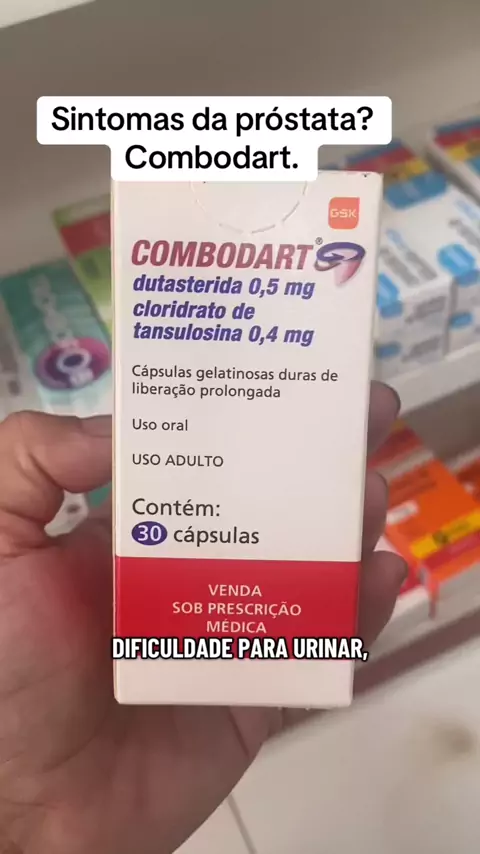 Sintomas da próstata?
Combodart.
GSK
COMBODART®
dutasterida 0,5 mg
cloridrato de
tansulosina 0,4 mg
Cápsulas gelatinosas duras de
liberação prolongada
Uso oral
USO ADULTO
Contém:
30 cápsulas
VENDA
SOB PRESCRIÇÃO
MÉDICA
DIFICULDADE PARA URINAR,